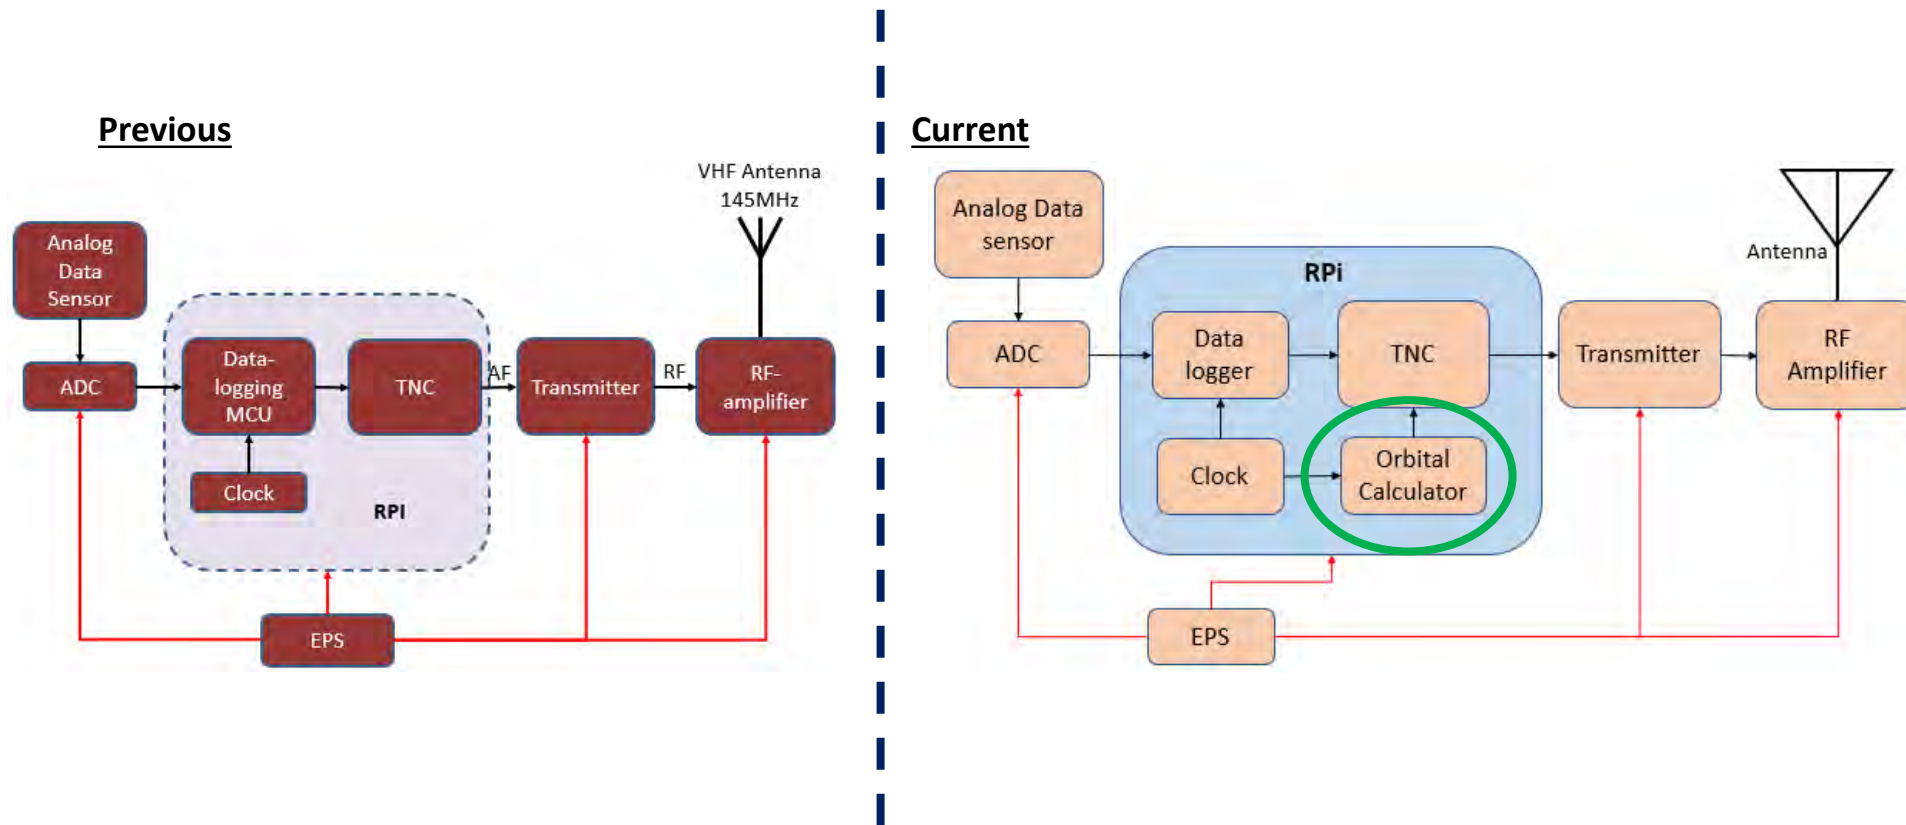 Previous
VHF Antenna
145MHz
Analog
Data
Sensor
ADC
Data-
logging
MCU
TNC
AF
Transmitter
RF
RF-
amplifier
Clock
RPI
EPS
Current
Analog Data
sensor
RPi
Antenna
ADC
Data
logger
TNC
Transmitter
RF
Amplifier
Clock
Orbital
Calculator
EPS